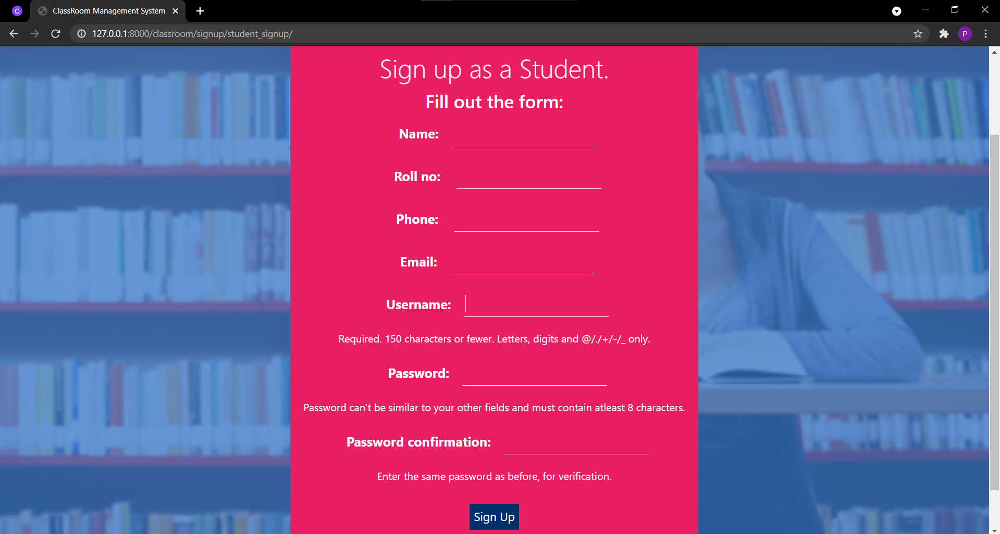 C
ClassRoom Management System
127.0.0.1:8000/classroom/signup/student_signup/
P
Sign up as a Student.
Fill out the form:
Name:
Roll no:
Phone:
Email:
Username:
Required. 150 characters or fewer. Letters, digits and @/./+/-/_ only.
Password:
Password can't be similar to your other fields and must contain atleast 8 characters.
Password confirmation:
Enter the same password as before, for verification.
Sign Up